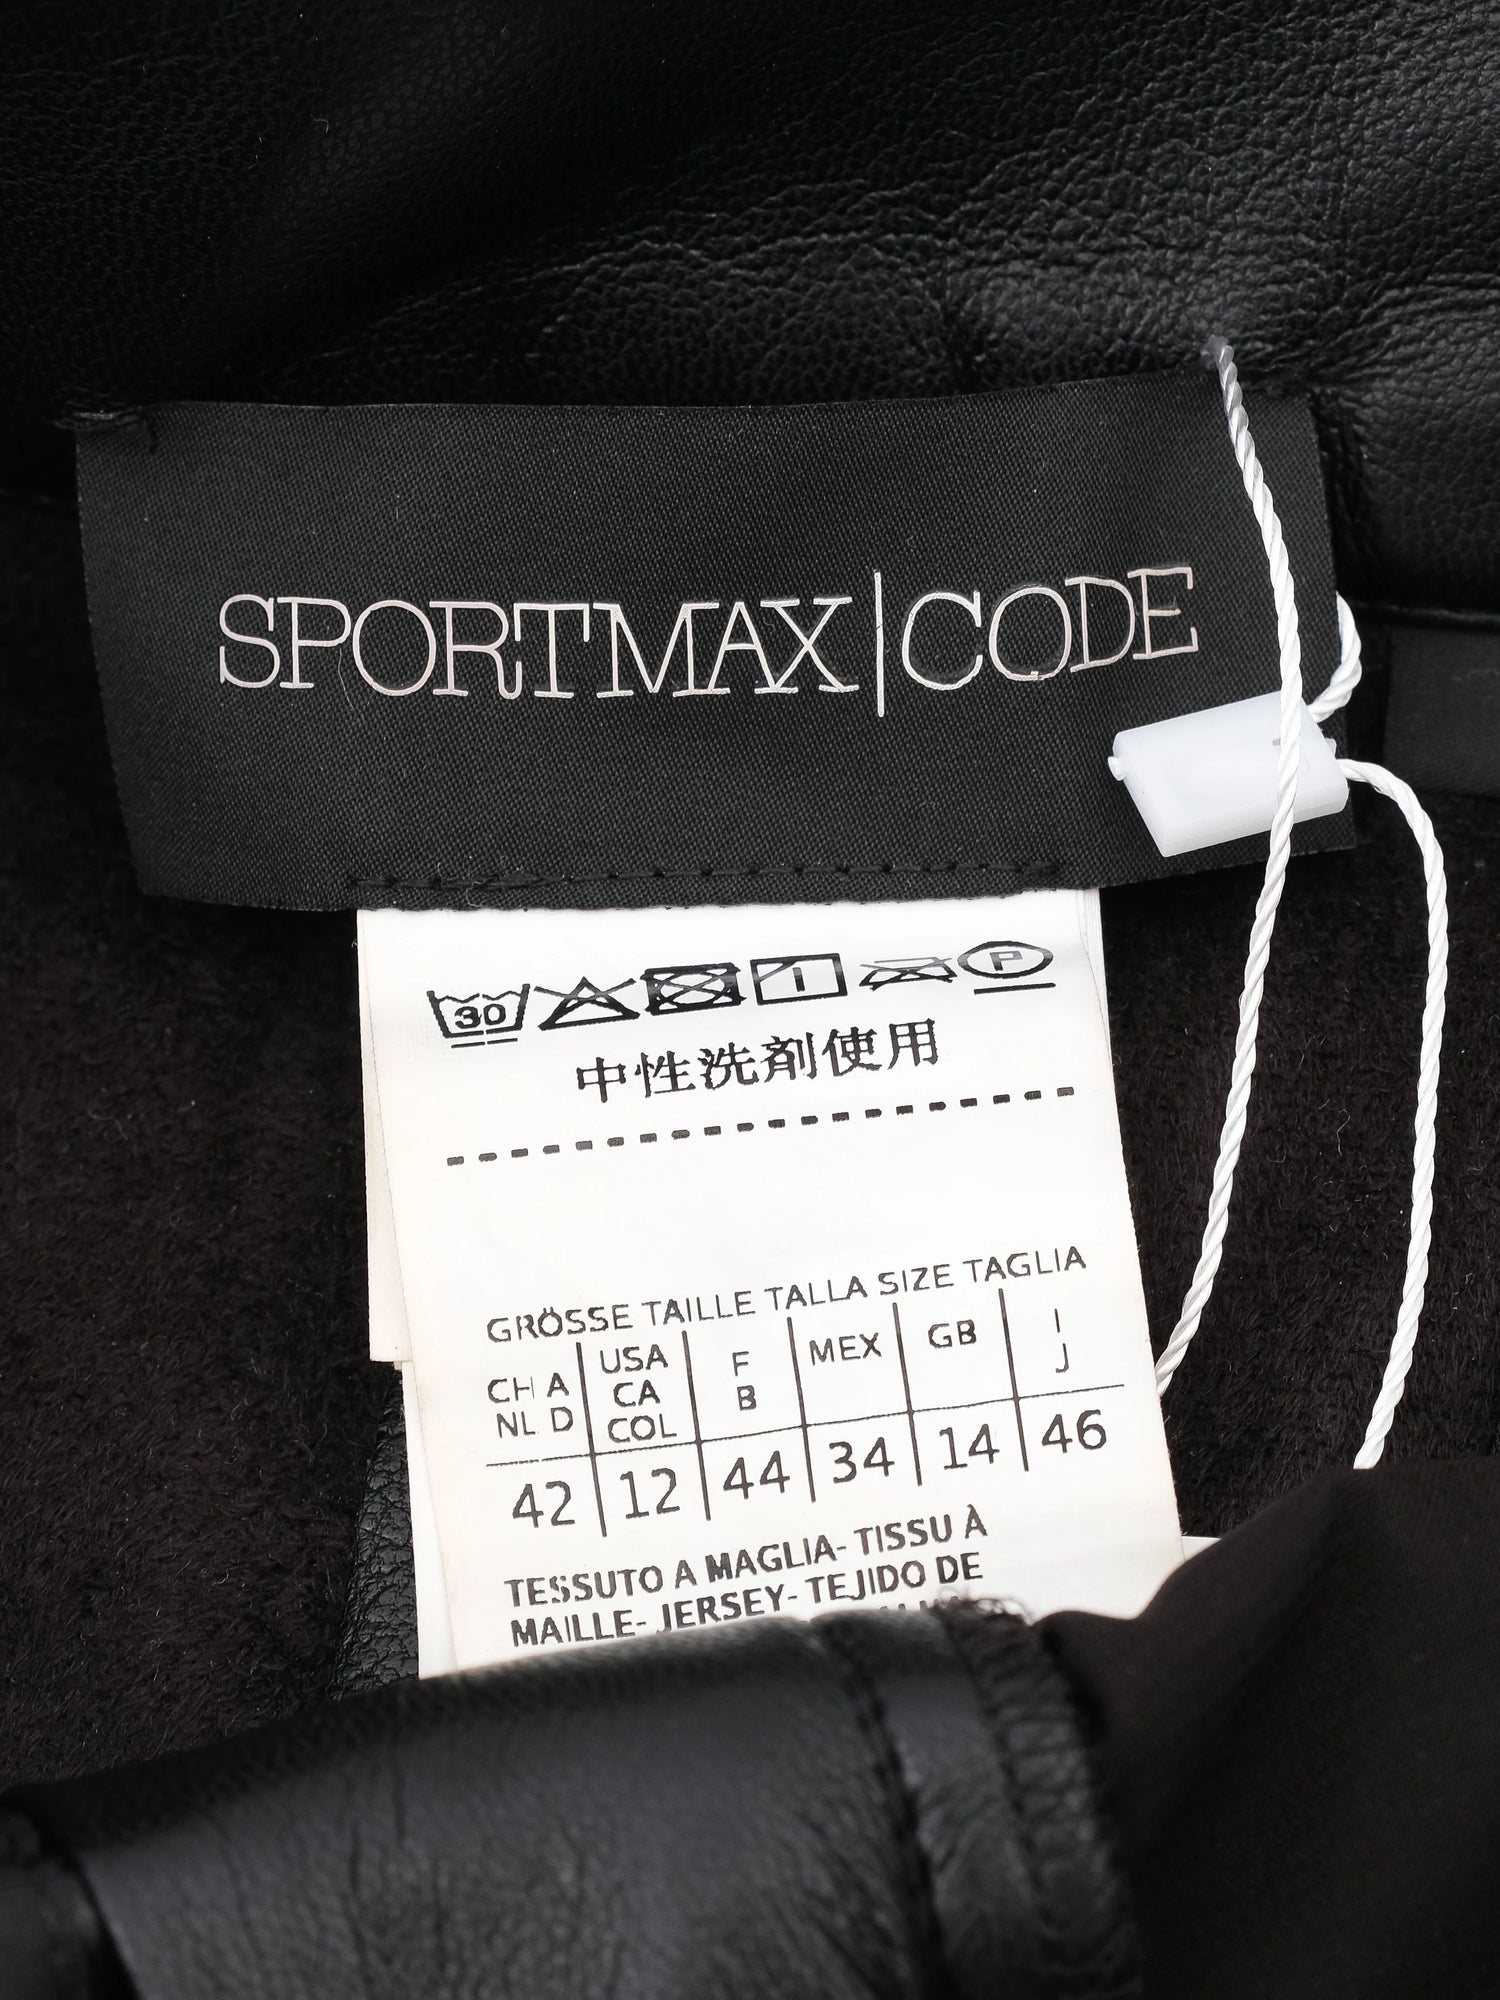 SPORTMAX|CODE
30 P
中性洗剤使用
GRÖSSE TAILLE TALLA SIZE TAGLIA
CH A NL D | USA CA COL | F B | MEX | GB | I J
42 | 12 | 44 | 34 | 14 | 46
TESSUTO A MAGLIA- TISSU À
MAILLE- JERSEY- TEJIDO DE